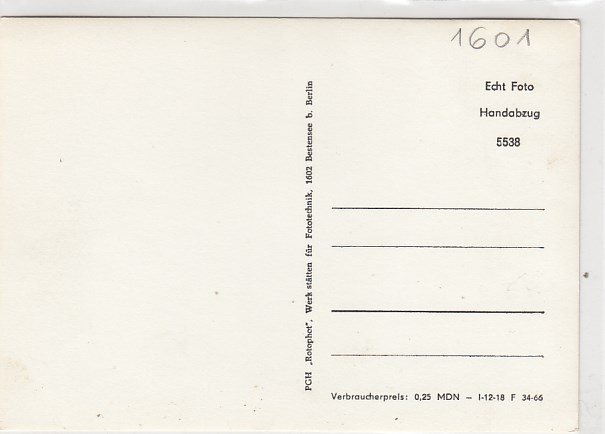 1601
Echt Foto
Handabzug
5538
PGH „Rotophot", Werkstätten für Fototechnik, 1602 Bestensee b. Berlin
Verbraucherpreis: 0,25 MDN – I-12-18 F 34-66